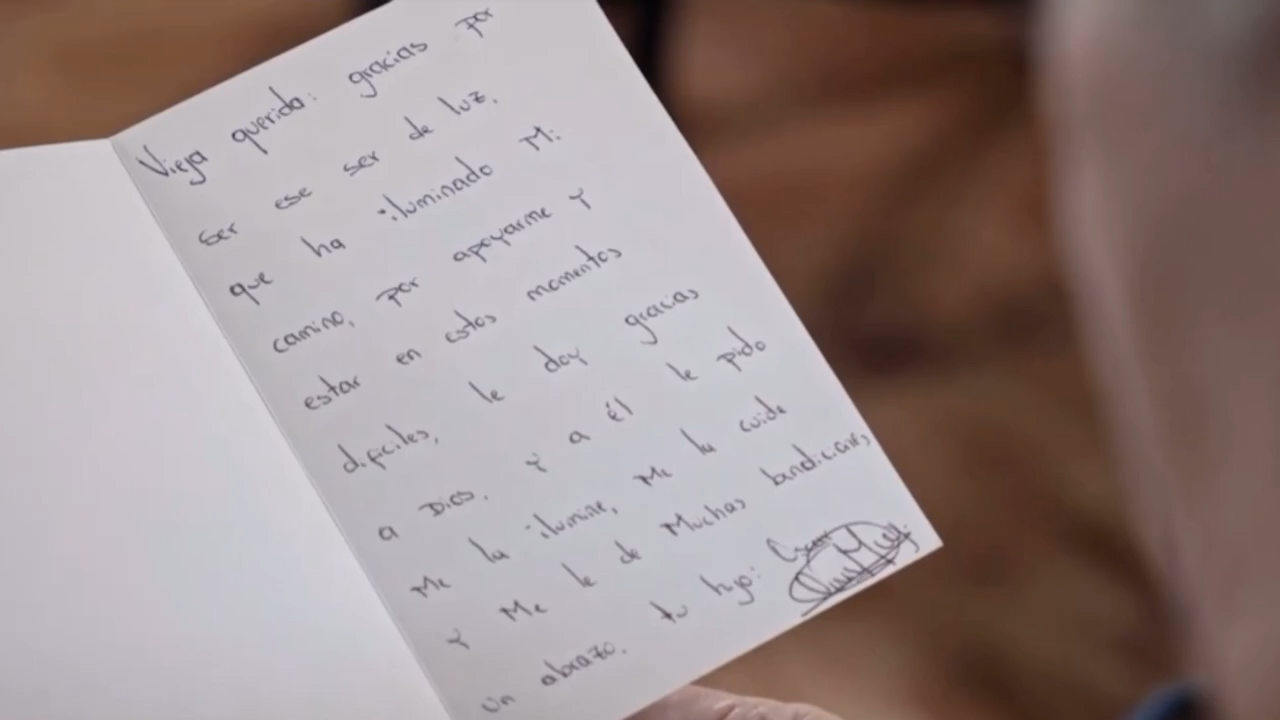 Vieja querida: gracias por
ser ese ser de luz.
que ha iluminado Mi
camino, por apoyarme Y
estar en estos momentos
dificiles, le doy gracias
a Dios. Y a él le pido
Me la ilumine, Me la cuide
Y Me le de Muchas bendiciones,
un abrazo. tu hijo: Oscar